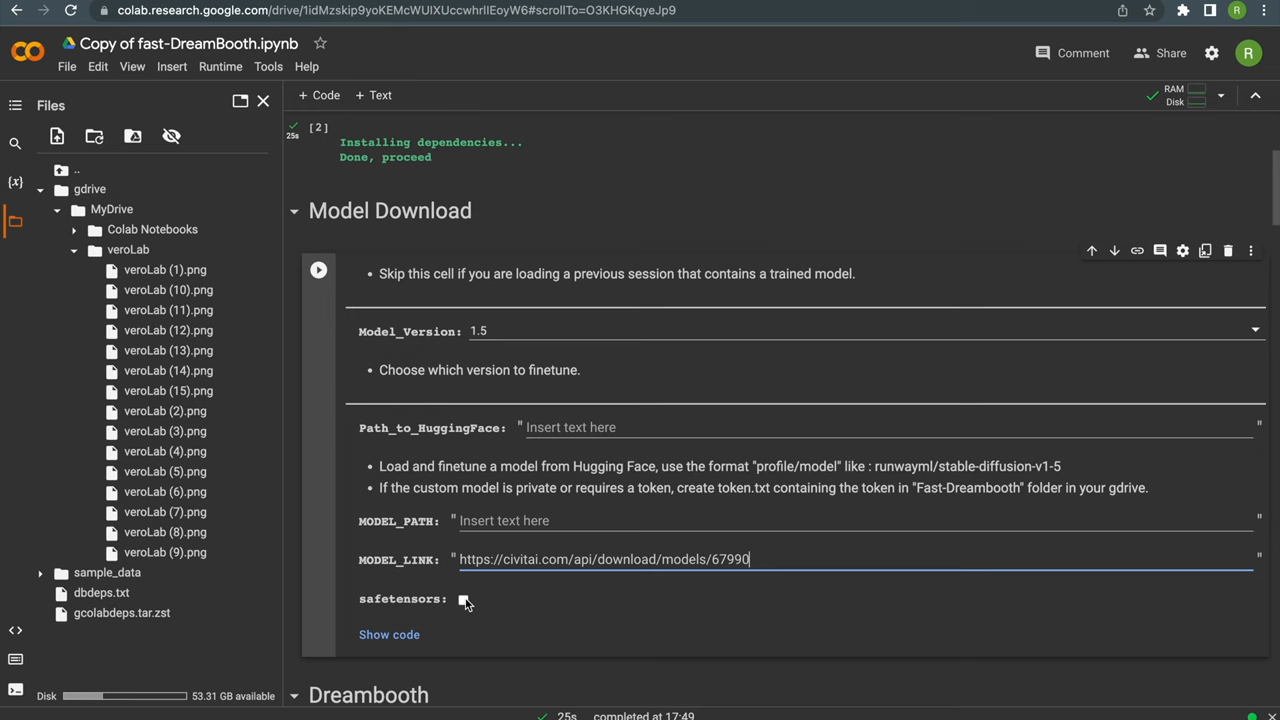 colab.research.google.com/drive/1idMzskip9yoKEMcWUIXUccwhrlIEoyW6#scrollTo=O3KHGKqyeJp9
R
Copy of fast-DreamBooth.ipynb
File Edit View Insert Runtime Tools Help
Comment Share R
Files
+ Code + Text
RAM
Disk
[2]
25s
Installing dependencies...
Done, proceed
..
gdrive
MyDrive
Colab Notebooks
veroLab
veroLab (1).png
veroLab (10).png
veroLab (11).png
veroLab (12).png
veroLab (13).png
veroLab (14).png
veroLab (15).png
veroLab (2).png
veroLab (3).png
veroLab (4).png
veroLab (5).png
veroLab (6).png
veroLab (7).png
veroLab (8).png
veroLab (9).png
sample_data
dbdeps.txt
gcolabdeps.tar.zst
Disk 53.31 GB available
Model Download
• Skip this cell if you are loading a previous session that contains a trained model.
Model_Version: 1.5
• Choose which version to finetune.
Path_to_HuggingFace: " Insert text here "
• Load and finetune a model from Hugging Face, use the format "profile/model" like : runwayml/stable-diffusion-v1-5
• If the custom model is private or requires a token, create token.txt containing the token in "Fast-Dreambooth" folder in your gdrive.
MODEL_PATH: " Insert text here "
MODEL_LINK: " https://civitai.com/api/download/models/67990 "
safetensors:
Show code
Dreambooth
25s completed at 17:49